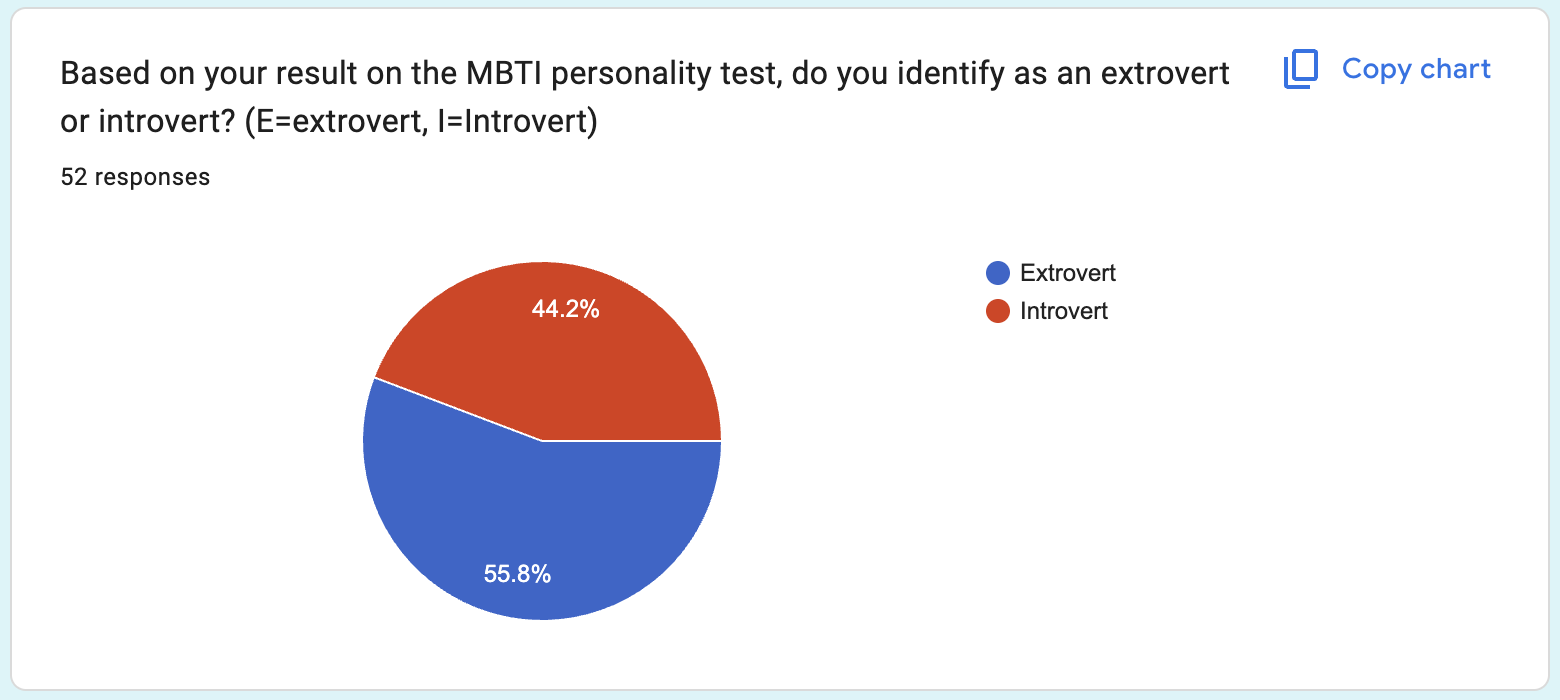 Based on your result on the MBTI personality test, do you identify as an extrovert
or introvert? (E=extrovert, I=Introvert)
Copy chart
52 responses
44.2%
55.8%
Extrovert
Introvert